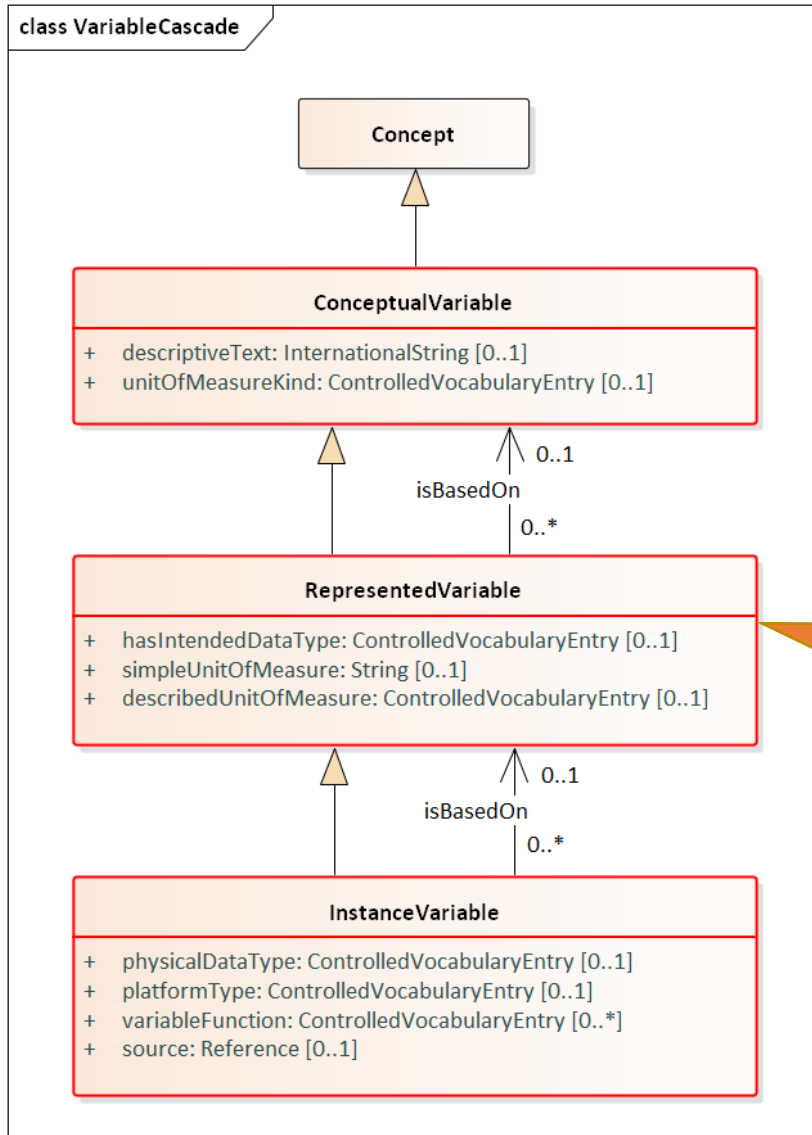 class VariableCascade
Concept
ConceptualVariable
+ descriptiveText: InternationalString [0..1]
+ unitOfMeasureKind: ControlledVocabularyEntry [0..1]
0..1
isBasedOn
0..*
RepresentedVariable
+ hasIntendedDataType: ControlledVocabularyEntry [0..1]
+ simpleUnitOfMeasure: String [0..1]
+ describedUnitOfMeasure: ControlledVocabularyEntry [0..1]
0..1
isBasedOn
0..*
InstanceVariable
+ physicalDataType: ControlledVocabularyEntry [0..1]
+ platformType: ControlledVocabularyEntry [0..1]
+ variableFunction: ControlledVocabularyEntry [0..*]
+ source: Reference [0..1]